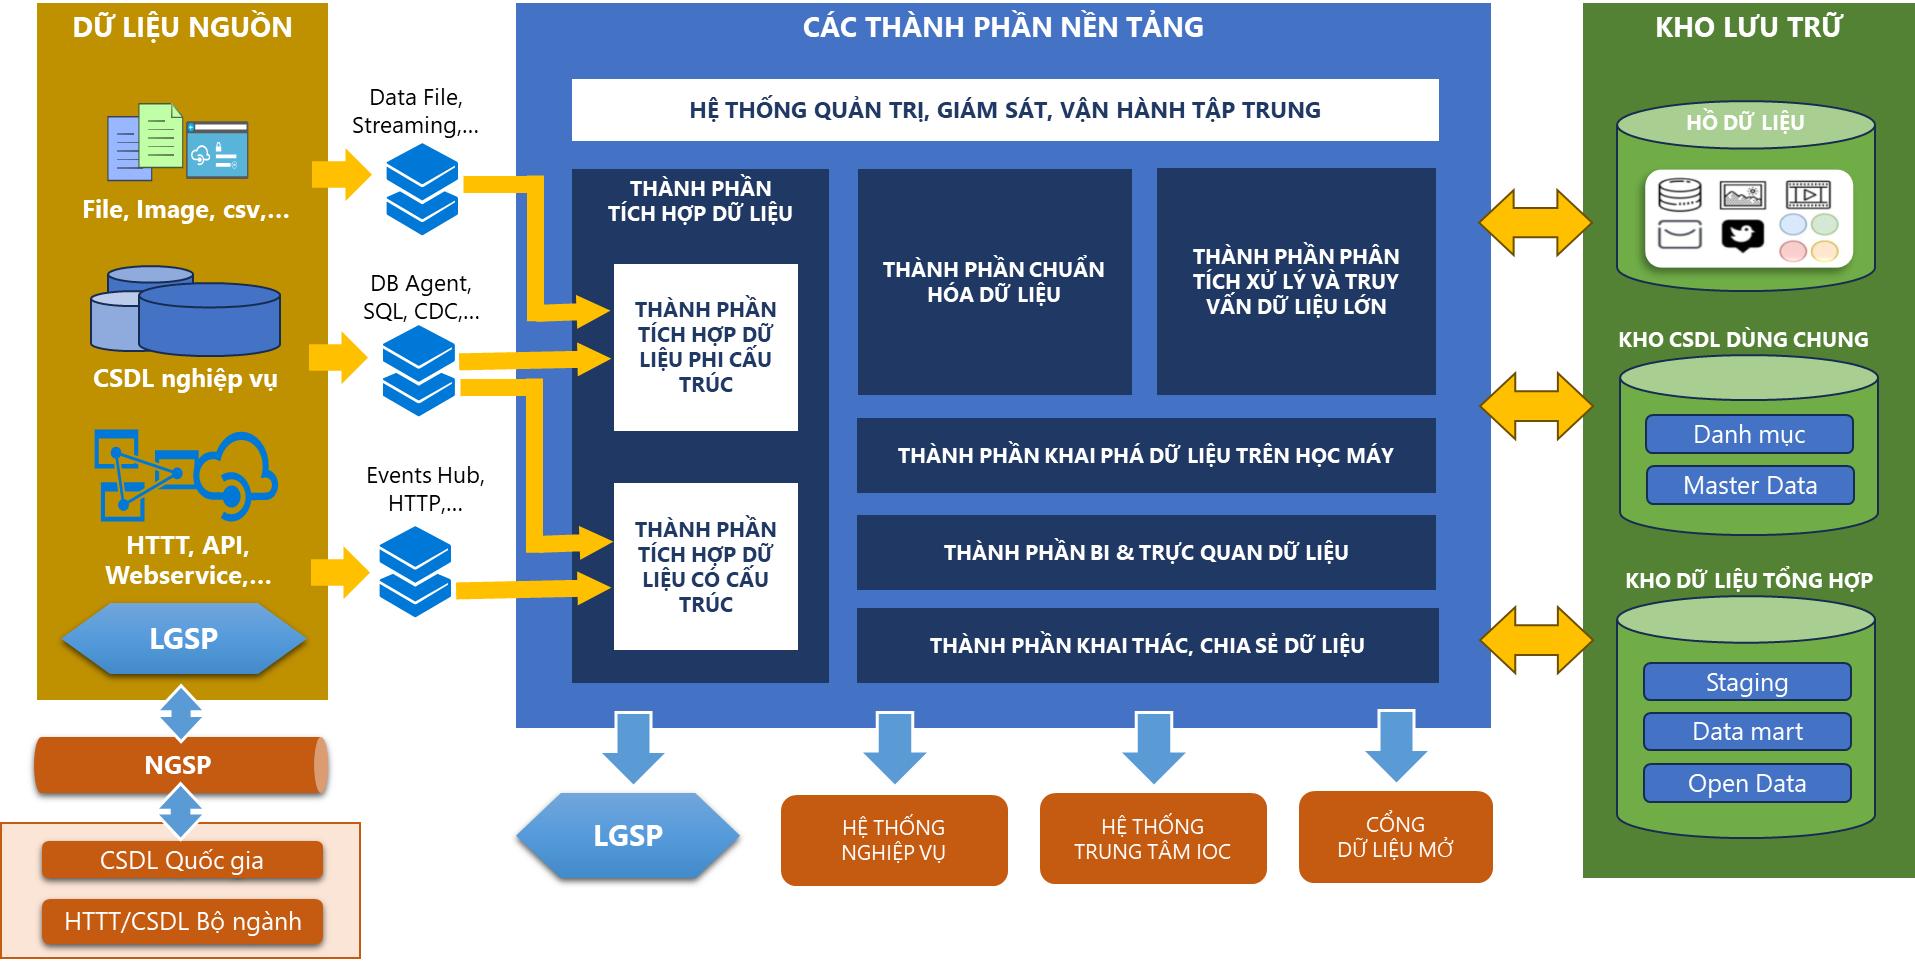 DỮ LIỆU NGUỒN
File, Image, csv,...
CSDL nghiệp vụ
HTTT, API,
Webservice,...
LGSP
NGSP
CSDL Quốc gia
HTTT/CSDL Bộ ngành
Data File,
Streaming,...
DB Agent,
SQL, CDC,...
Events Hub,
HTTP,...
CÁC THÀNH PHẦN NỀN TẢNG
HỆ THỐNG QUẢN TRỊ, GIÁM SÁT, VẬN HÀNH TẬP TRUNG
THÀNH PHẦN
TÍCH HỢP DỮ LIỆU
THÀNH PHẦN
TÍCH HỢP DỮ
LIỆU PHI CẤU
TRÚC
THÀNH PHẦN
TÍCH HỢP DỮ
LIỆU CÓ CẤU
TRÚC
THÀNH PHẦN CHUẨN
HÓA DỮ LIỆU
THÀNH PHẦN PHÂN
TÍCH XỬ LÝ VÀ TRUY
VẤN DỮ LIỆU LỚN
THÀNH PHẦN KHAI PHÁ DỮ LIỆU TRÊN HỌC MÁY
THÀNH PHẦN BI & TRỰC QUAN DỮ LIỆU
THÀNH PHẦN KHAI THÁC, CHIA SẺ DỮ LIỆU
LGSP
HỆ THỐNG
NGHIỆP VỤ
HỆ THỐNG
TRUNG TÂM IOC
CỔNG
DỮ LIỆU MỞ
KHO LƯU TRỮ
HỒ DỮ LIỆU
KHO CSDL DÙNG CHUNG
Danh mục
Master Data
KHO DỮ LIỆU TỔNG HỢP
Staging
Data mart
Open Data